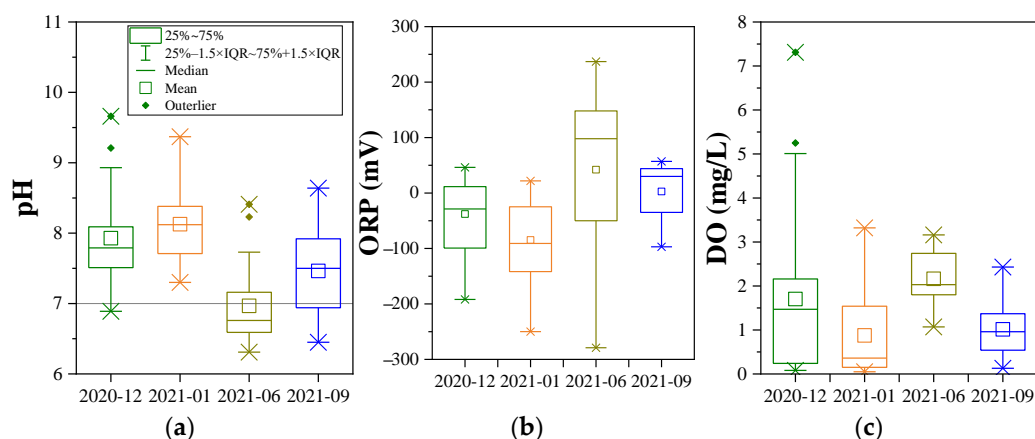 pH
11
10
9
8
7
6
25%~75%
25%–1.5×IQR~75%+1.5×IQR
Median
Mean
Outerlier
2020-12 2021-01 2021-06 2021-09
(a)
ORP (mV)
300
200
100
0
−100
−200
−300
2020-12 2021-01 2021-06 2021-09
(b)
DO (mg/L)
8
7
6
5
4
3
2
1
0
2020-12 2021-01 2021-06 2021-09
(c)